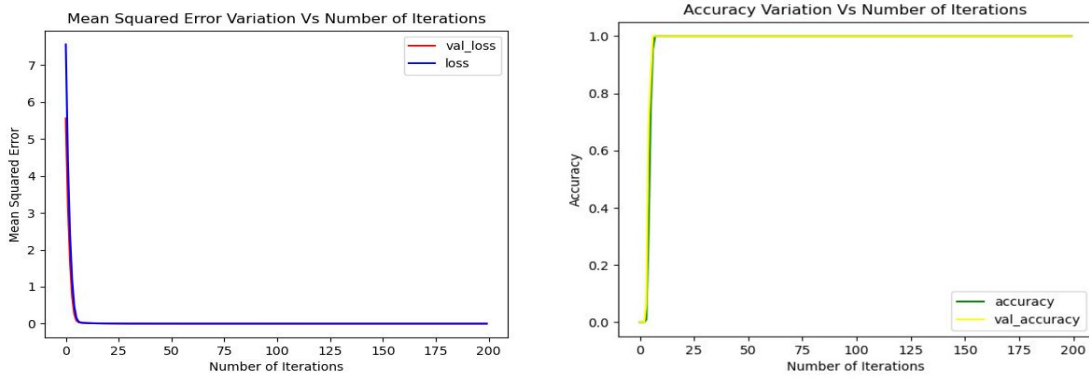 Mean Squared Error Variation Vs Number of Iterations
val_loss
loss
7
6
5
4
3
2
1
0
Mean Squared Error
0 25 50 75 100 125 150 175 200
Number of Iterations
Accuracy Variation Vs Number of Iterations
1.0
0.8
0.6
0.4
0.2
0.0
Accuracy
accuracy
val_accuracy
0 25 50 75 100 125 150 175 200
Number of Iterations